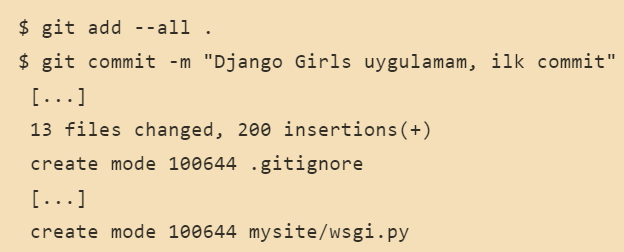 $ git add --all .
$ git commit -m "Django Girls uygulamam, ilk commit"
[...]
13 files changed, 200 insertions(+)
create mode 100644 .gitignore
[...]
create mode 100644 mysite/wsgi.py